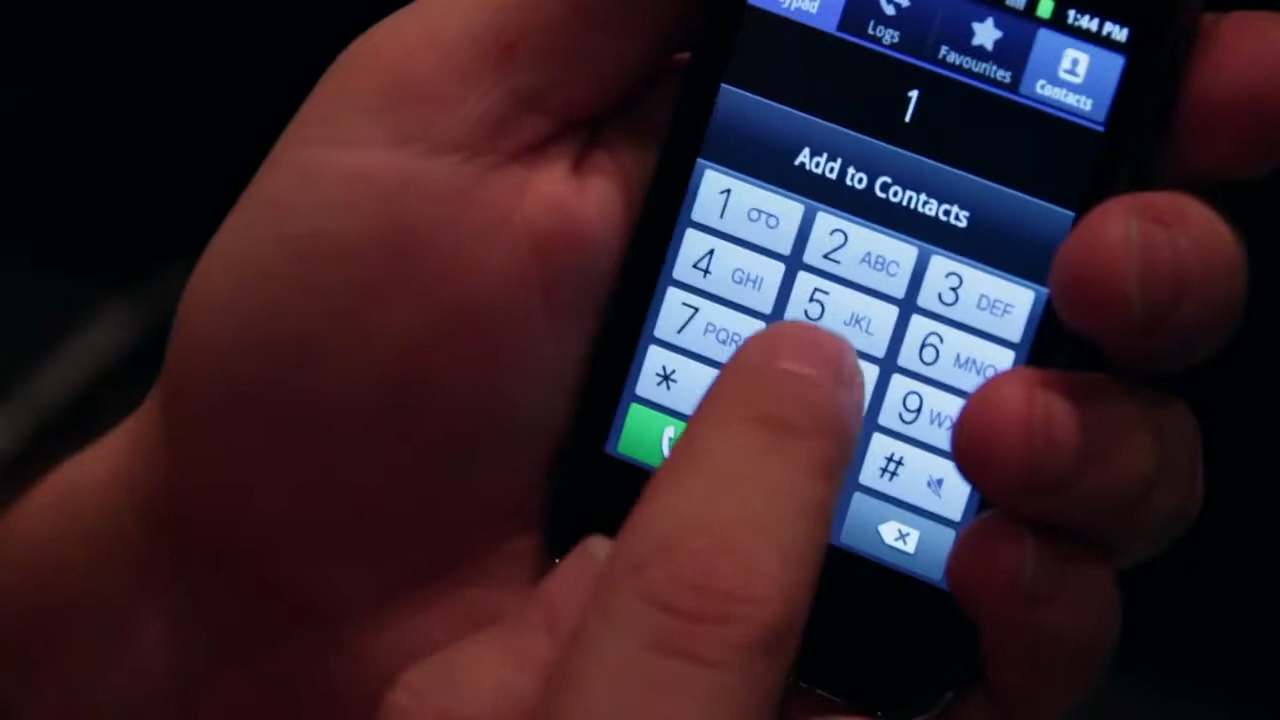 1:44 PM
Logs
Favourites
Contacts
1
Add to Contacts
1
2 ABC
3 DEF
4 GHI
5 JKL
6 MNO
7
9
*
#